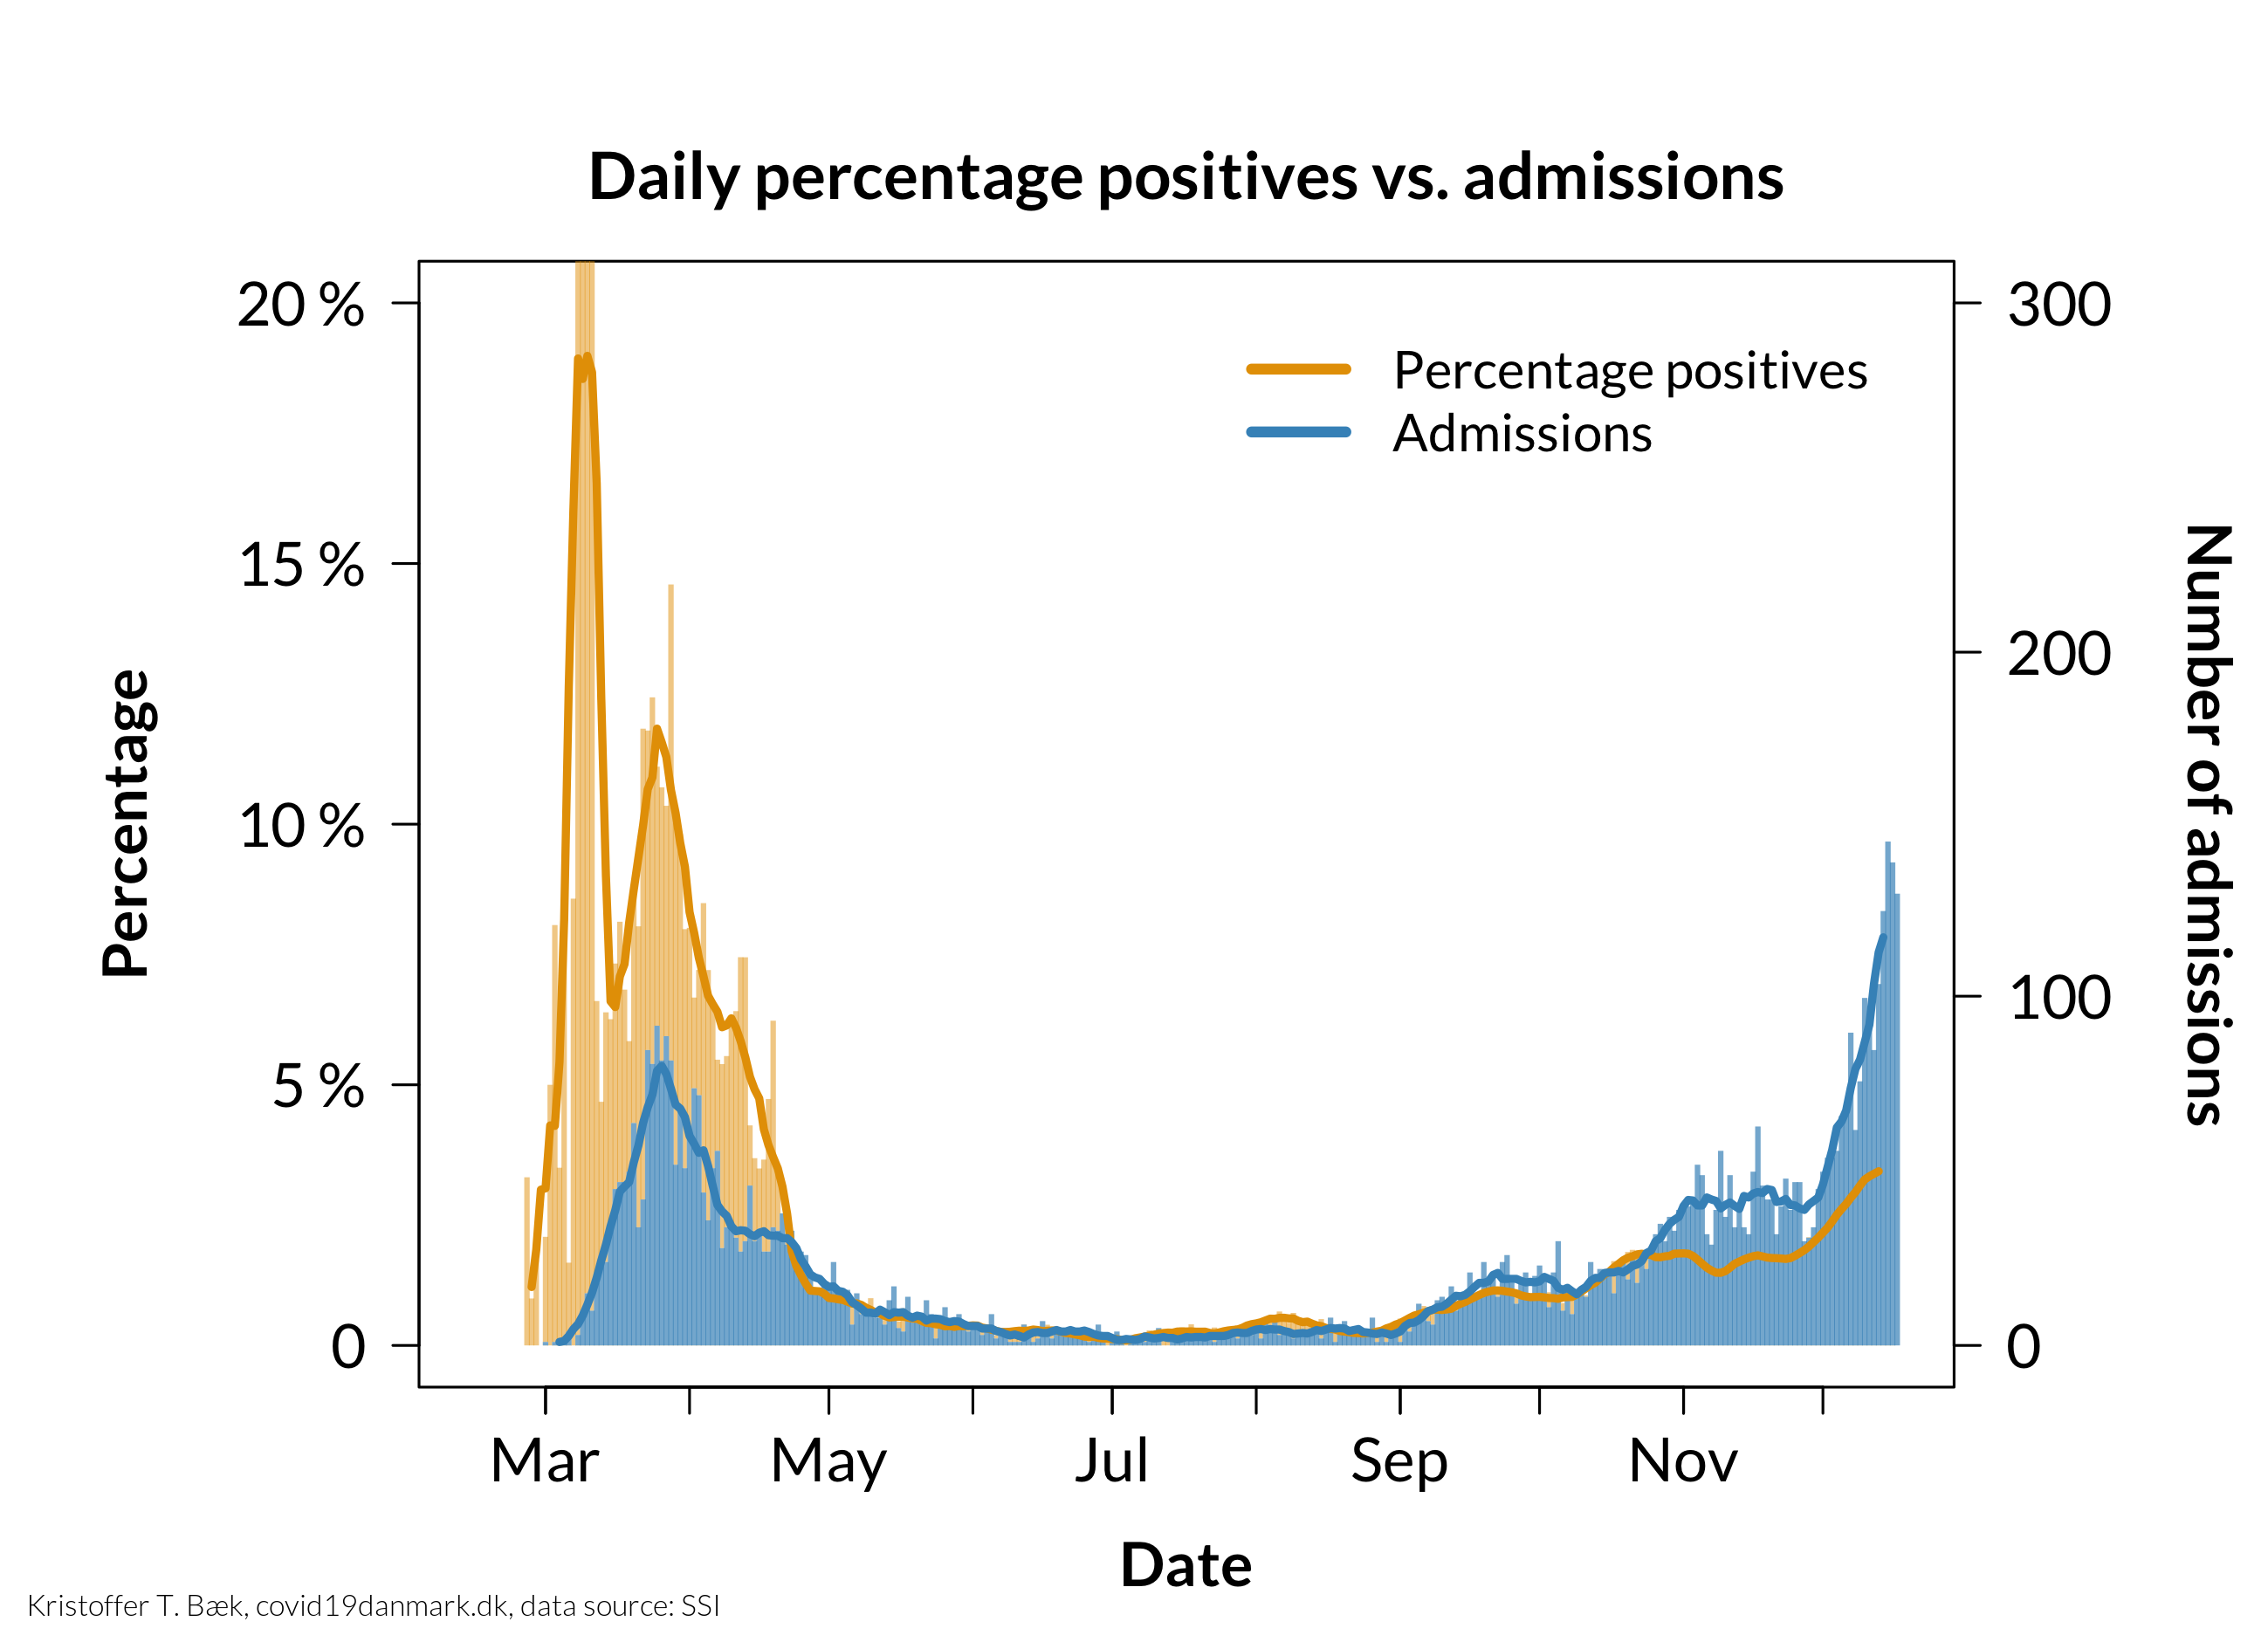 Daily percentage positives vs. admissions
20 %
15 %
10 %
5 %
0
Percentage
Percentage positives
Admissions
300
200
100
0
Number of admissions
Mar
May
Jul
Sep
Nov
Date
Kristoffer T. Bæk, covid19danmark.dk, data source: SSI